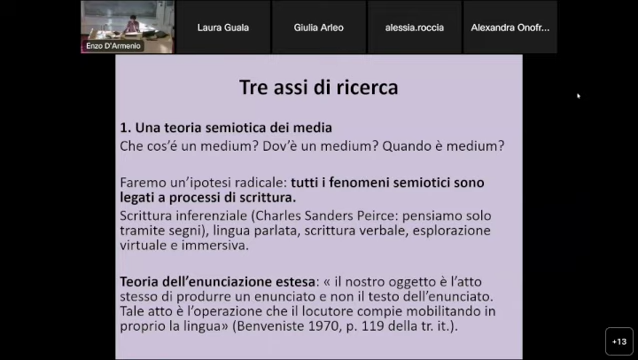 Enzo D'Armenio
Laura Guala
Giulia Arleo
alessia.roccia
Alexandra Onofr...
Tre assi di ricerca
1. Una teoria semiotica dei media
Che cos'é un medium? Dov'è un medium? Quando è medium?
Faremo un'ipotesi radicale: tutti i fenomeni semiotici sono
legati a processi di scrittura.
Scrittura inferenziale (Charles Sanders Peirce: pensiamo solo
tramite segni), lingua parlata, scrittura verbale, esplorazione
virtuale e immersiva.
Teoria dell'enunciazione estesa: « il nostro oggetto è l'atto
stesso di produrre un enunciato e non il testo dell'enunciato.
Tale atto è l'operazione che il locutore compie mobilitando in
proprio la lingua» (Benveniste 1970, p. 119 della tr. it.).
+13